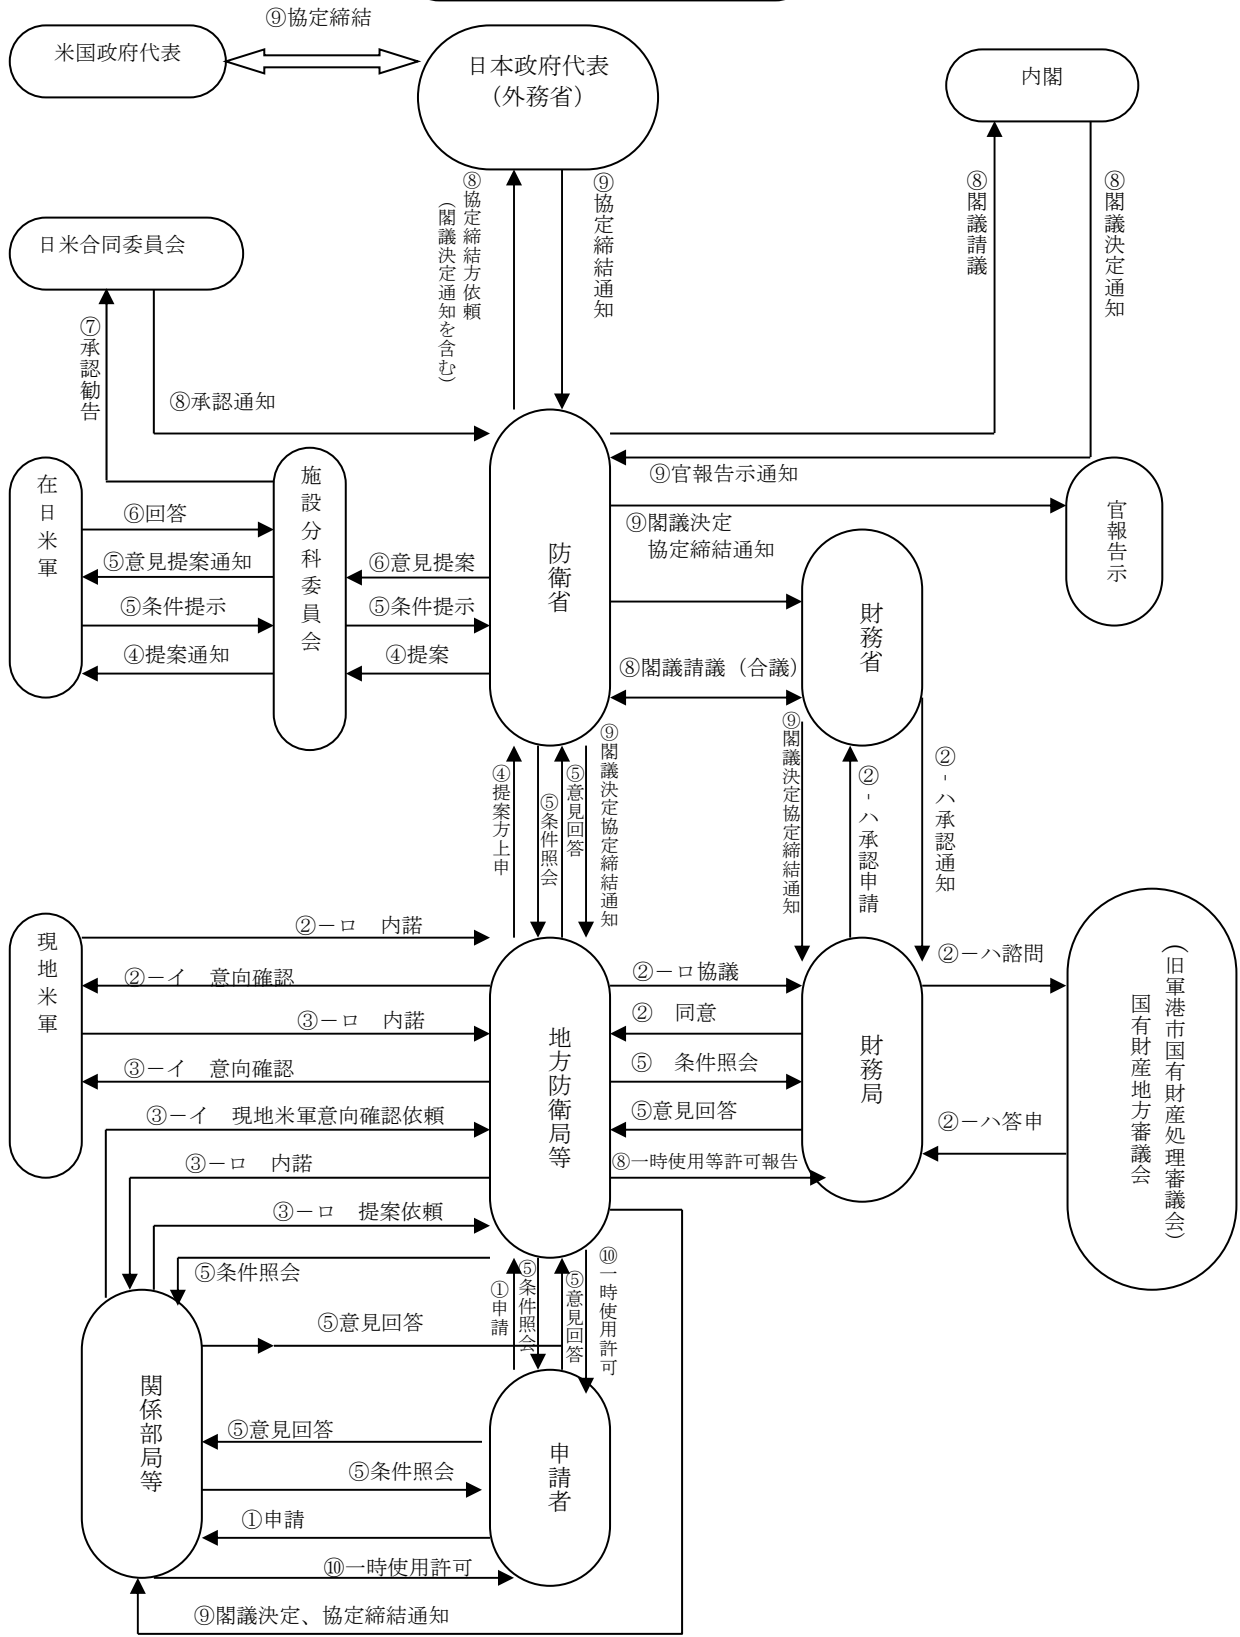 ⑨協定締結
米国政府代表
日本政府代表
（外務省）
内閣
⑧協定締結方依頼
（閣議決定通知を含む）
⑨協定締結通知
⑧閣議請議
⑧閣議決定通知
日米合同委員会
⑦承認勧告
⑧承認通知
在日米軍
施設分科委員会
防衛省
⑨官報告示通知
官報告示
⑥回答
⑨閣議決定
協定締結通知
⑤意見提案通知
⑥意見提案
⑤条件提示
⑤条件提示
財務省
④提案通知
④提案
⑧閣議請議（合議）
④提案方上申
⑤条件照会
⑤意見回答
⑨閣議決定協定締結通知
⑨閣議決定協定締結通知
②-ハ承認申請
②-ハ承認通知
現地米軍
②－ロ　内諾
②－イ　意向確認
③－ロ　内諾
③－イ　意向確認
③－イ　現地米軍意向確認依頼
③－ロ　内諾
③－ロ　提案依頼
地方防衛局等
②－ロ協議
②　同意
⑤　条件照会
⑤意見回答
⑧一時使用等許可報告
財務局
②－ハ諮問
②－ハ答申
（旧軍港市国有財産処理審議会）
国有財産地方審議会
⑤条件照会
①申請
⑤条件照会
⑤意見回答
⑩一時使用許可
⑤意見回答
関係部局等
申請者
⑤意見回答
⑤条件照会
①申請
⑩一時使用許可
⑨閣議決定、協定締結通知